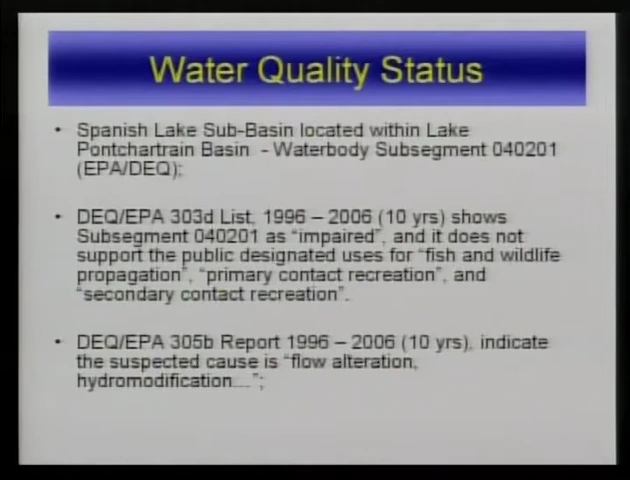 Water Quality Status
• Spanish Lake Sub-Basin located within Lake
Pontchartrain Basin - Waterbody Subsegment 040201
(EPA/DEQ);
• DEQ/EPA 303d List, 1996 – 2006 (10 yrs) shows
Subsegment 040201 as "impaired", and it does not
support the public designated uses for "fish and wildlife
propagation", "primary contact recreation", and
"secondary contact recreation".
• DEQ/EPA 305b Report 1996 – 2006 (10 yrs), indicate
the suspected cause is "flow alteration,
hydromodification...";